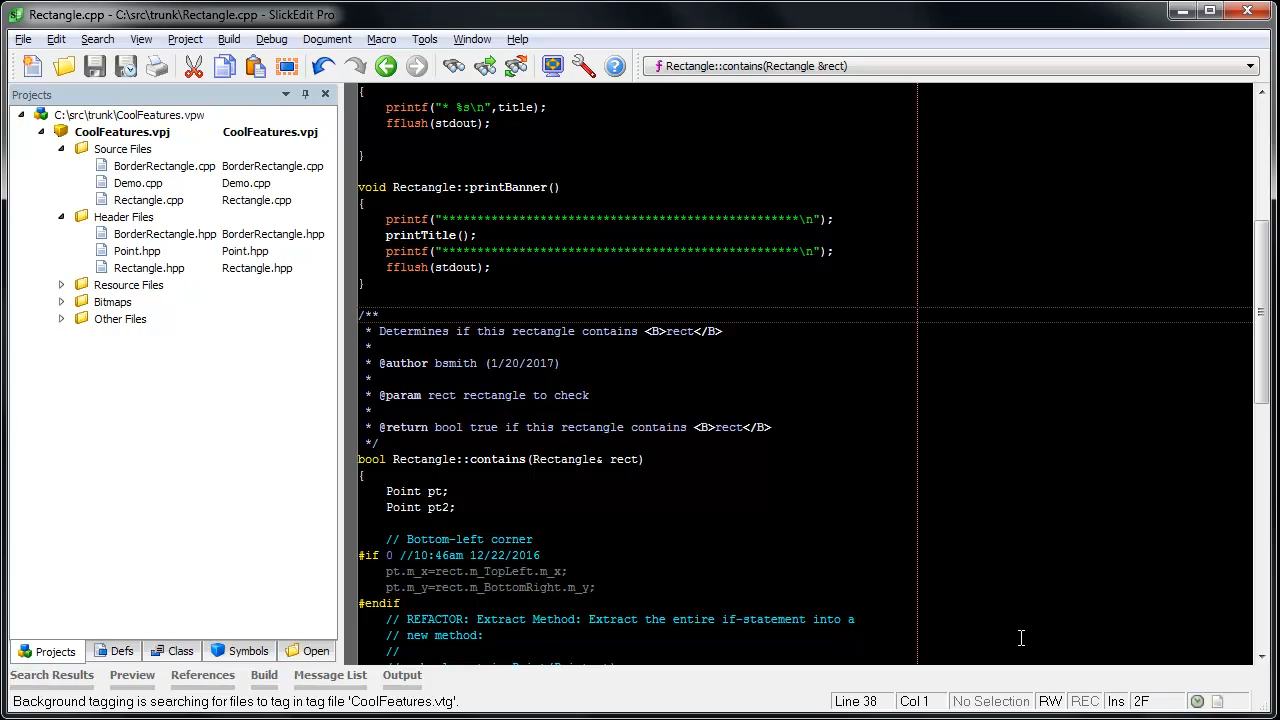 Rectangle.cpp - C:\src\trunk\Rectangle.cpp - SlickEdit Pro
File Edit Search View Project Build Debug Document Macro Tools Window Help
Rectangle::contains(Rectangle &rect)
Projects
C:\src\trunk\CoolFeatures.vpw
CoolFeatures.vpj CoolFeatures.vpj
Source Files
BorderRectangle.cpp BorderRectangle.cpp
Demo.cpp Demo.cpp
Rectangle.cpp Rectangle.cpp
Header Files
BorderRectangle.hpp BorderRectangle.hpp
Point.hpp Point.hpp
Rectangle.hpp Rectangle.hpp
Resource Files
Bitmaps
Other Files
Projects Defs Class Symbols Open
{
printf("* %s\n",title);
fflush(stdout);
}
void Rectangle::printBanner()
{
printf("***************************************************\n");
printTitle();
printf("***************************************************\n");
fflush(stdout);
}
/**
* Determines if this rectangle contains <B>rect</B>
*
* @author bsmith (1/20/2017)
*
* @param rect rectangle to check
*
* @return bool true if this rectangle contains <B>rect</B>
*/
bool Rectangle::contains(Rectangle& rect)
{
Point pt;
Point pt2;
// Bottom-left corner
#if 0 //10:46am 12/22/2016
pt.m_x=rect.m_TopLeft.m_x;
pt.m_y=rect.m_BottomRight.m_y;
#endif
// REFACTOR: Extract Method: Extract the entire if-statement into a
// new method:
//
Search Results Preview References Build Message List Output
Background tagging is searching for files to tag in tag file 'CoolFeatures.vtg'. Line 38 Col 1 No Selection RW REC Ins 2F